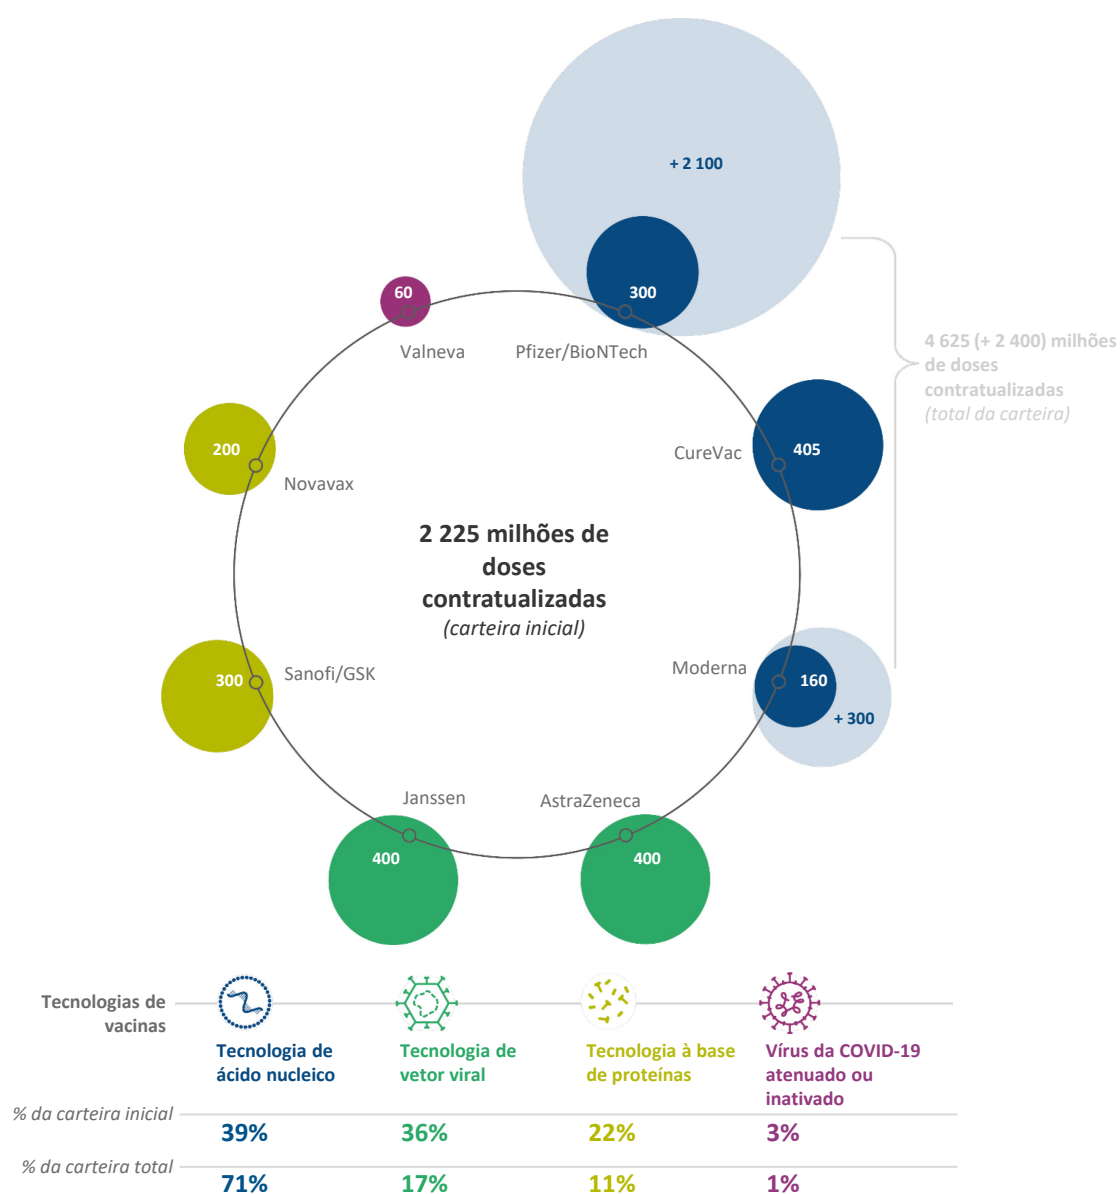 + 2 100
300
60
Valneva
Pfizer/BioNTech
4 625 (+ 2 400) milhões
de doses
contratualizadas
(total da carteira)
200
Novavax
CureVac
405
2 225 milhões de
doses
contratualizadas
(carteira inicial)
300
Sanofi/GSK
Moderna
160
+ 300
Janssen
AstraZeneca
400
400
Tecnologias de
vacinas
Tecnologia de
ácido nucleico
Tecnologia de
vetor viral
Tecnologia à base
de proteínas
Vírus da COVID-19
atenuado ou
inativado
% da carteira inicial
39%
36%
22%
3%
% da carteira total
71%
17%
11%
1%